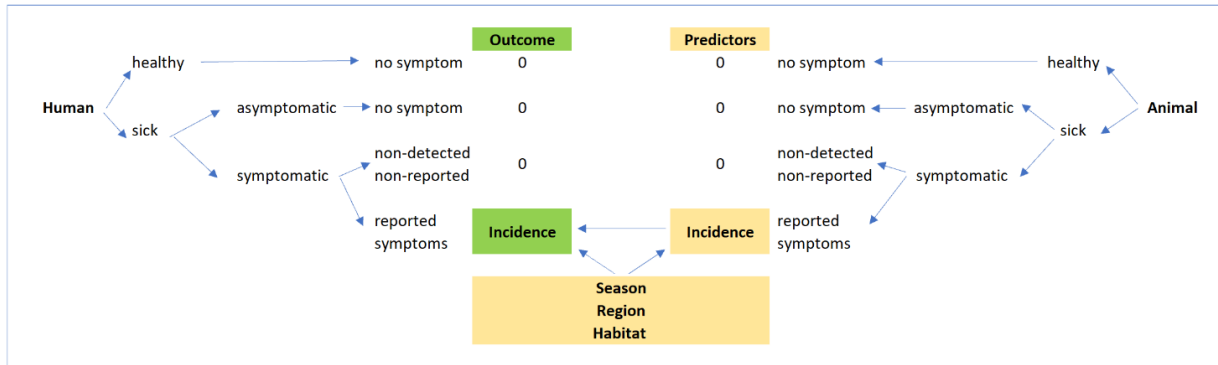 Outcome Predictors
healthy no symptom 0 0 no symptom healthy
Human asymptomatic no symptom 0 0 no symptom asymptomatic Animal
sick sick
non-detected non-detected
symptomatic 0 0 symptomatic
non-reported non-reported
reported Incidence Incidence reported
symptoms symptoms
Season
Region
Habitat